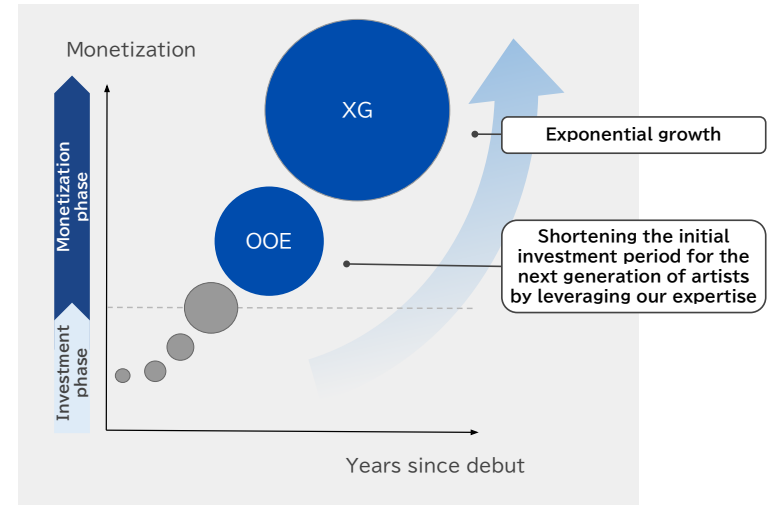 Monetization
XG
Exponential growth
Monetization
phase
OOE
Shortening the initial
investment period for the
next generation of artists
by leveraging our expertise
Investment
phase
Years since debut